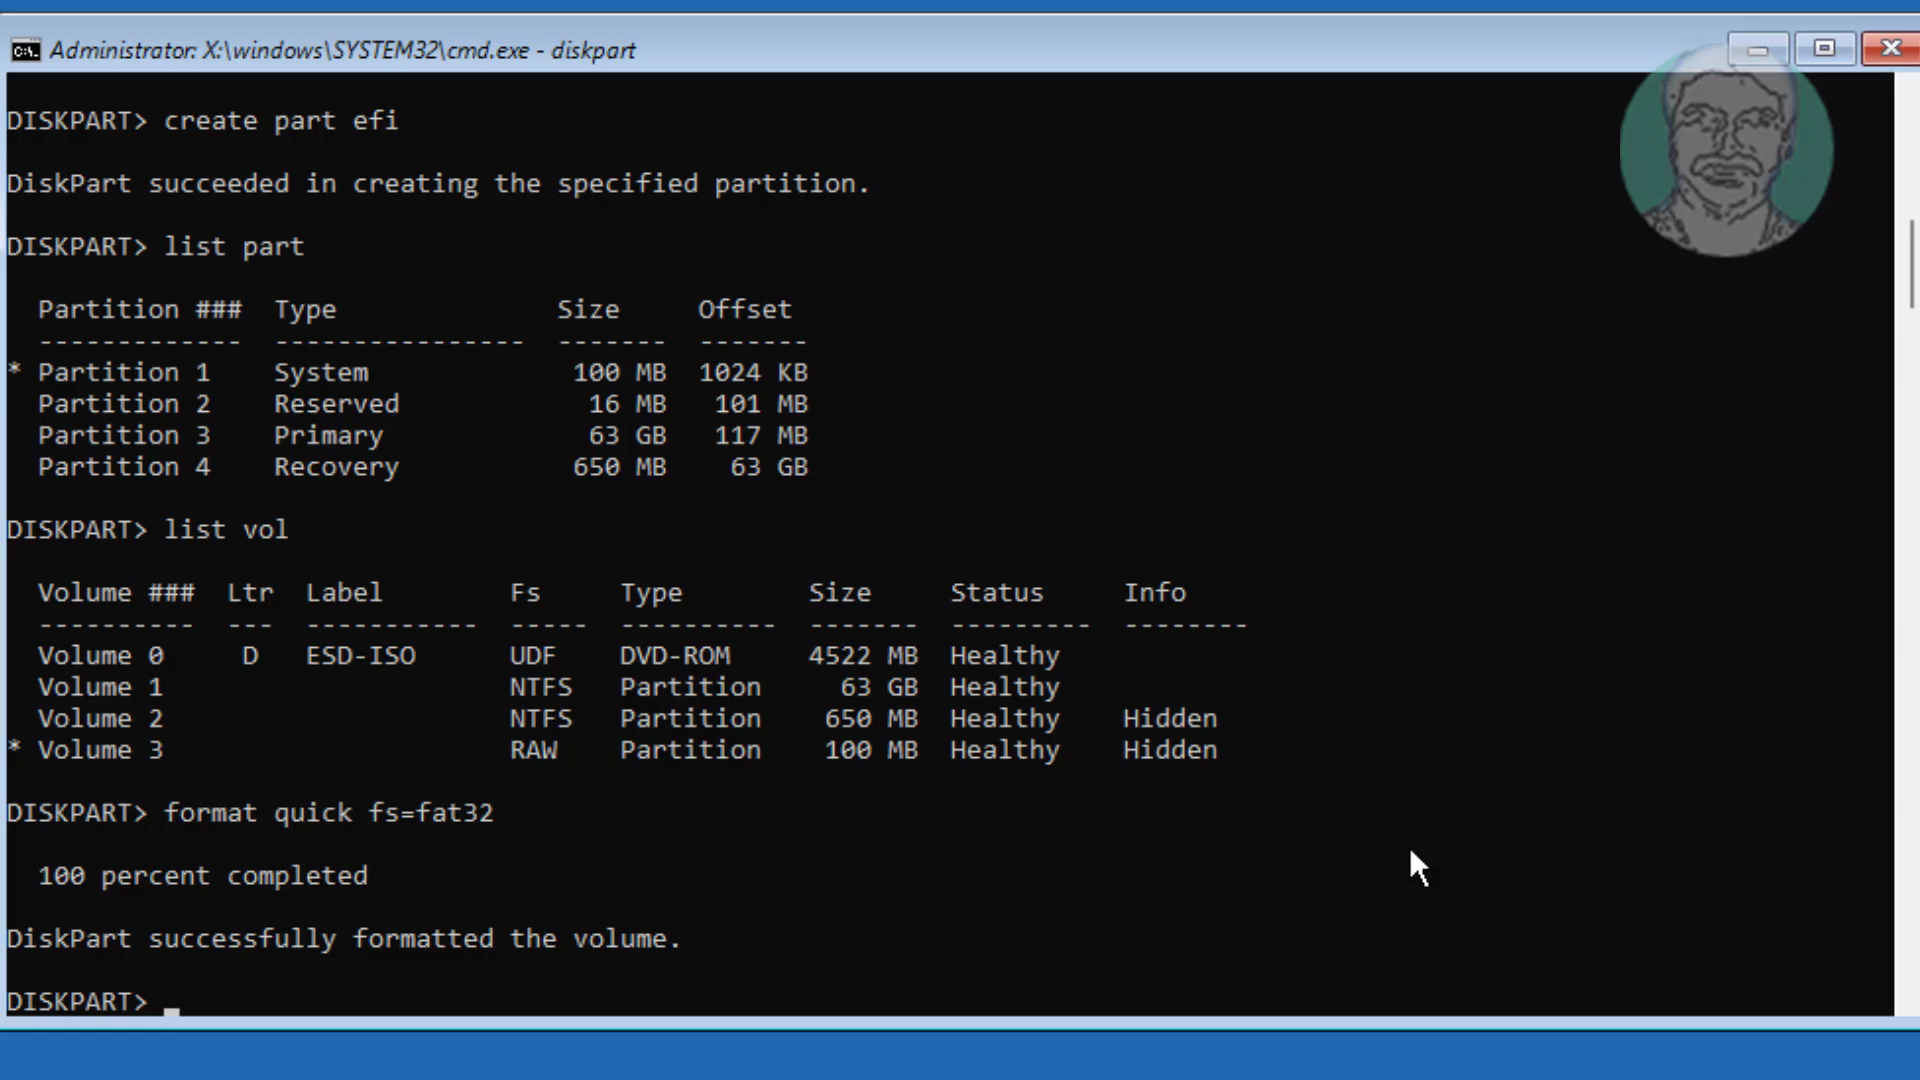 Administrator: X:\windows\SYSTEM32\cmd.exe - diskpart
DISKPART> create part efi
DiskPart succeeded in creating the specified partition.
DISKPART> list part
  Partition ###  Type              Size     Offset
  -------------  ----------------  -------  -------
* Partition 1    System             100 MB  1024 KB
  Partition 2    Reserved            16 MB   101 MB
  Partition 3    Primary             63 GB   117 MB
  Partition 4    Recovery           650 MB    63 GB
DISKPART> list vol
  Volume ###  Ltr  Label        Fs     Type        Size     Status     Info
  ----------  ---  -----------  -----  ----------  -------  ---------  --------
  Volume 0     D   ESD-ISO      UDF    DVD-ROM     4522 MB  Healthy
  Volume 1                      NTFS   Partition     63 GB  Healthy
  Volume 2                      NTFS   Partition    650 MB  Healthy    Hidden
* Volume 3                      RAW    Partition    100 MB  Healthy    Hidden
DISKPART> format quick fs=fat32
  100 percent completed
DiskPart successfully formatted the volume.
DISKPART> _